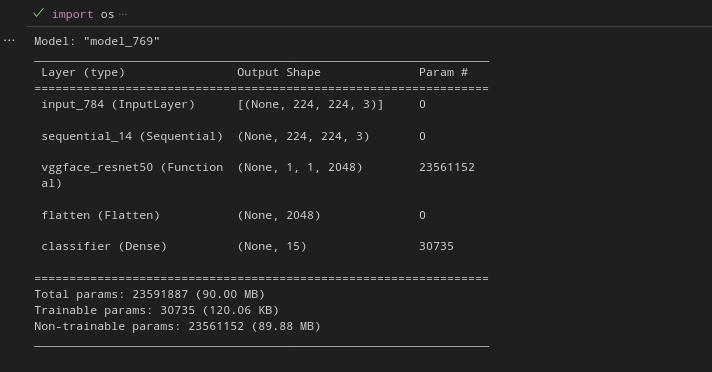 import os ...
...
Model: "model_769"
Layer (type) Output Shape Param #
=================================================================
input_784 (InputLayer) [(None, 224, 224, 3)] 0
sequential_14 (Sequential) (None, 224, 224, 3) 0
vggface_resnet50 (Function (None, 1, 1, 2048) 23561152
al)
flatten (Flatten) (None, 2048) 0
classifier (Dense) (None, 15) 30735
=================================================================
Total params: 23591887 (90.00 MB)
Trainable params: 30735 (120.06 KB)
Non-trainable params: 23561152 (89.88 MB)